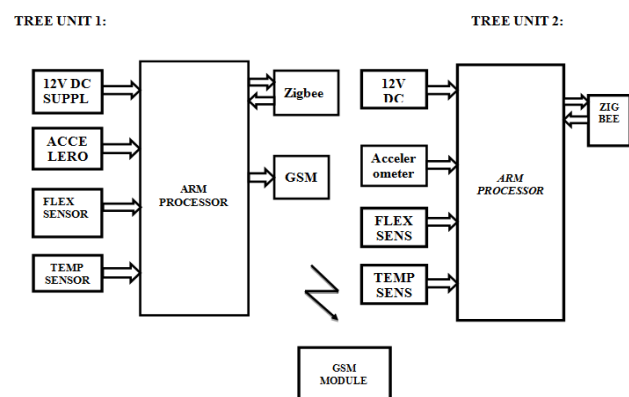 TREE UNIT 1:
TREE UNIT 2:
12V DC
SUPPL
ACCE
LERO
FLEX
SENSOR
TEMP
SENSOR
ARM
PROCESSOR
Zigbee
GSM
12V
DC
Acceler
ometer
FLEX
SENS
TEMP
SENS
ARM
PROCESSOR
ZIG
BEE
GSM
MODULE